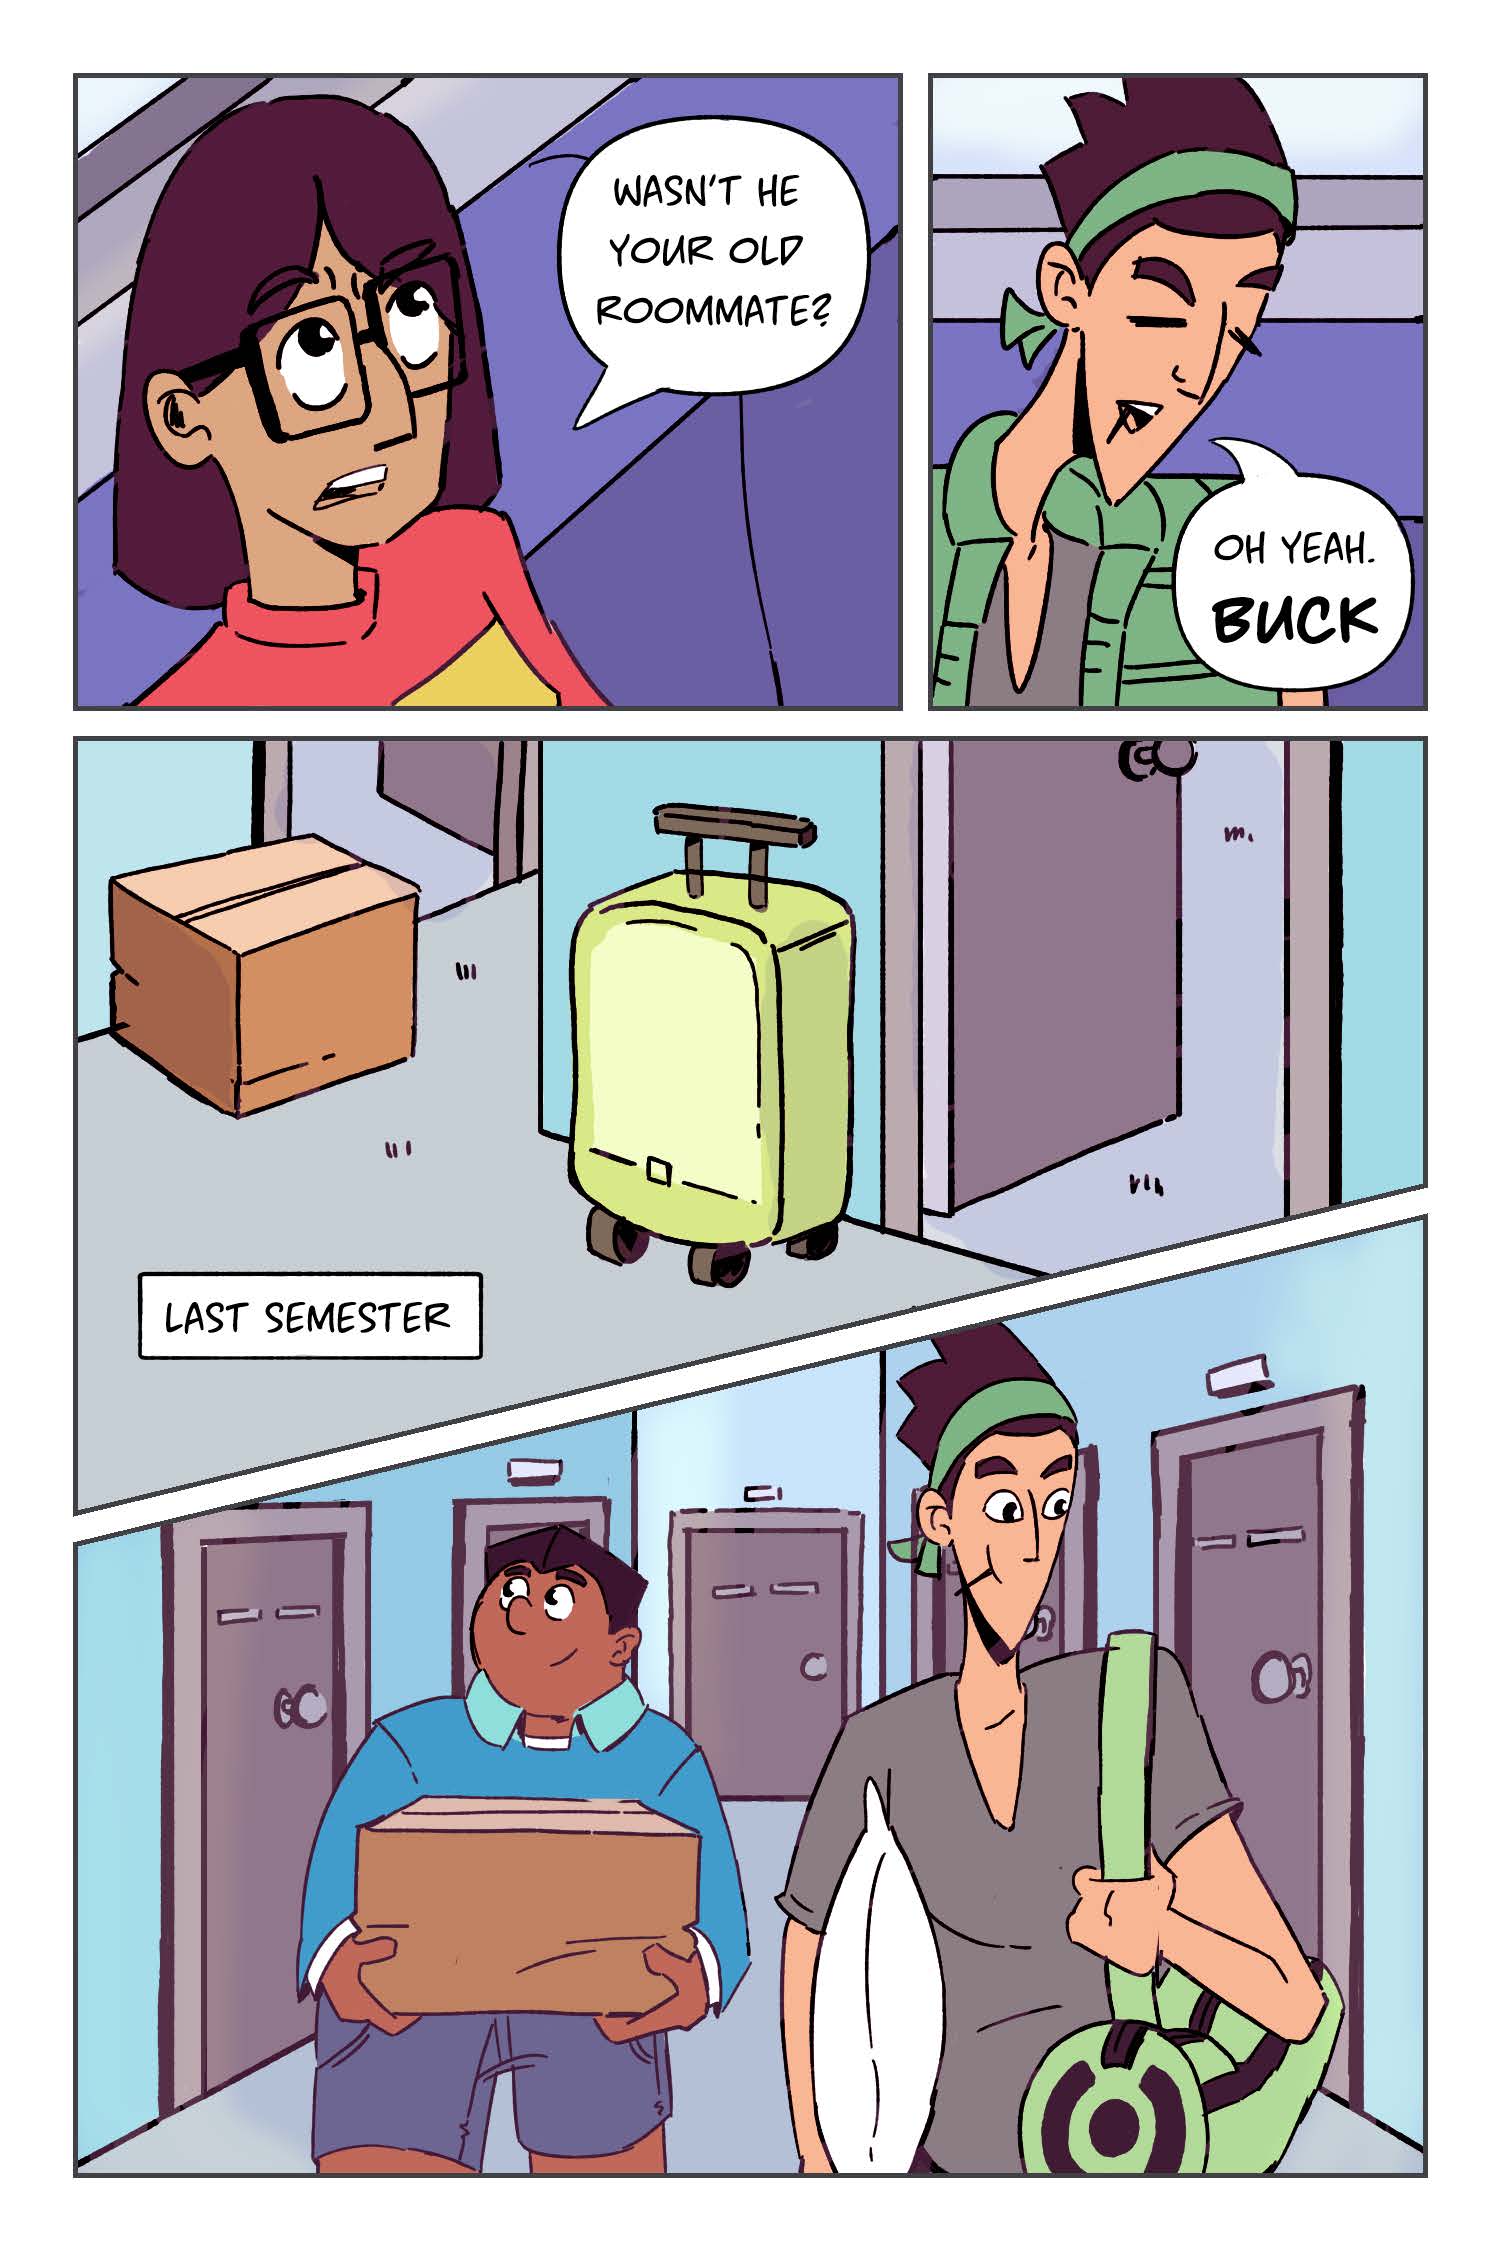 WASN'T HE
YOUR OLD
ROOMMATE?
OH YEAH.
BUCK
LAST SEMESTER